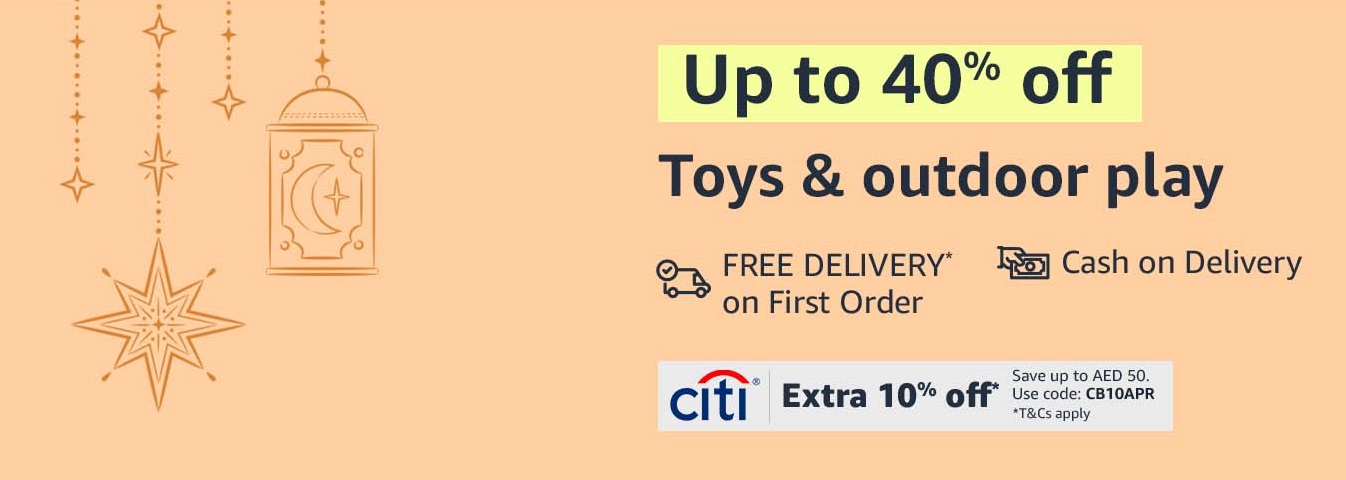 Up to 40% off
Toys & outdoor play
FREE DELIVERY*
on First Order
Cash on Delivery
citi®
Extra 10% off*
Save up to AED 50.
Use code: CB10APR
*T&Cs apply